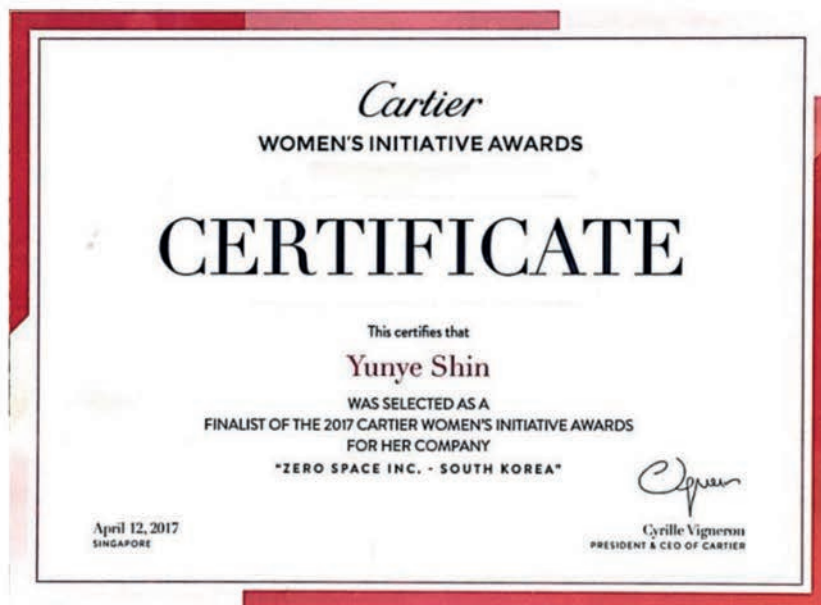 Cartier
WOMEN'S INITIATIVE AWARDS
CERTIFICATE
This certifies that
Yunye Shin
WAS SELECTED AS A
FINALIST OF THE 2017 CARTIER WOMEN'S INITIATIVE AWARDS
FOR HER COMPANY
"ZERO SPACE INC. - SOUTH KOREA"
April 12, 2017
SINGAPORE
Cyrille Vigneron
PRESIDENT & CEO OF CARTIER